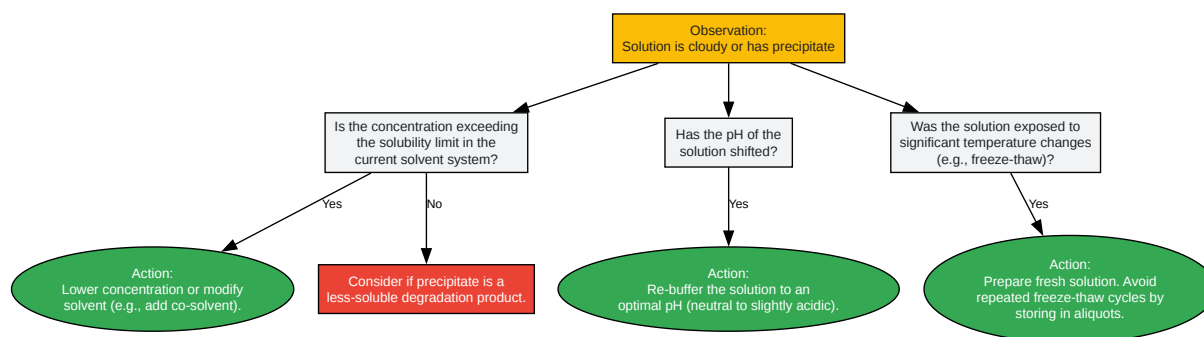 Observation:
Solution is cloudy or has precipitate
Is the concentration exceeding
the solubility limit in the
current solvent system?
Has the pH of the
solution shifted?
Was the solution exposed to
significant temperature changes
(e.g., freeze-thaw)?
Yes
No
Yes
Yes
Action:
Lower concentration or modify
solvent (e.g., add co-solvent).
Consider if precipitate is a
less-soluble degradation product.
Action:
Re-buffer the solution to an
optimal pH (neutral to slightly acidic).
Action:
Prepare fresh solution. Avoid
repeated freeze-thaw cycles by
storing in aliquots.